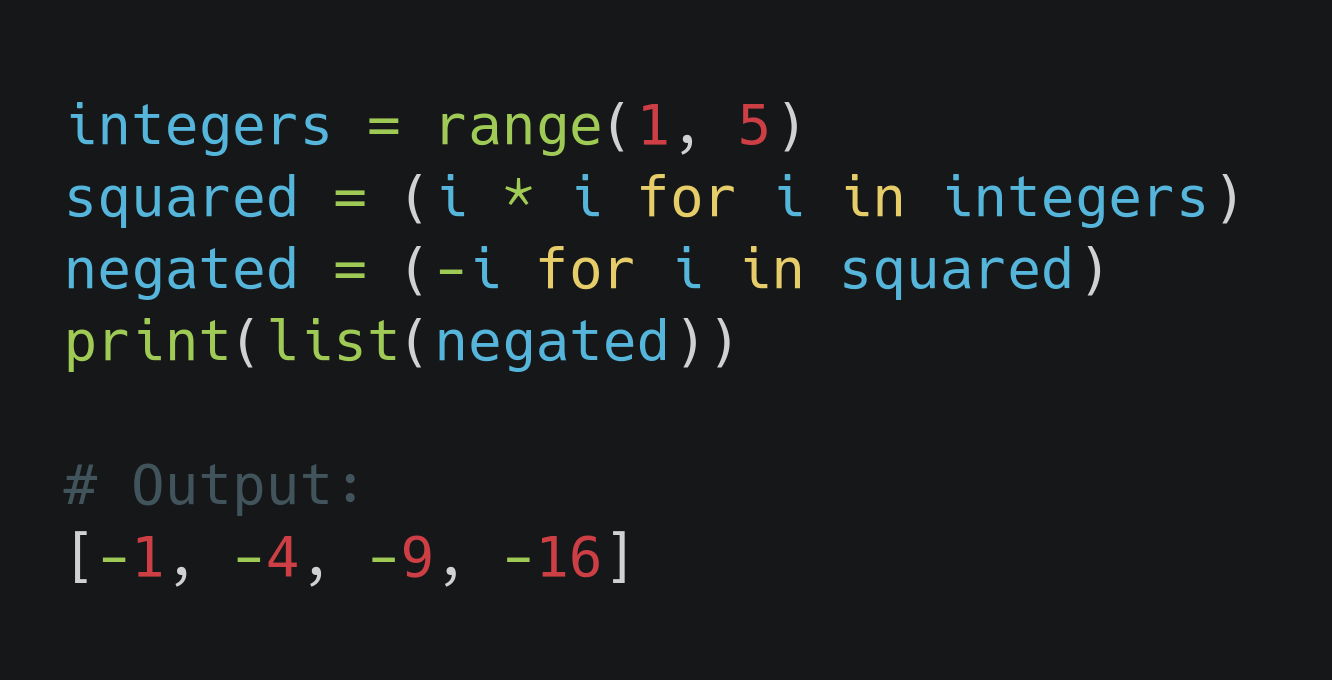 integers = range(1, 5)
squared = (i * i for i in integers)
negated = (-i for i in squared)
print(list(negated))
# Output:
[-1, -4, -9, -16]